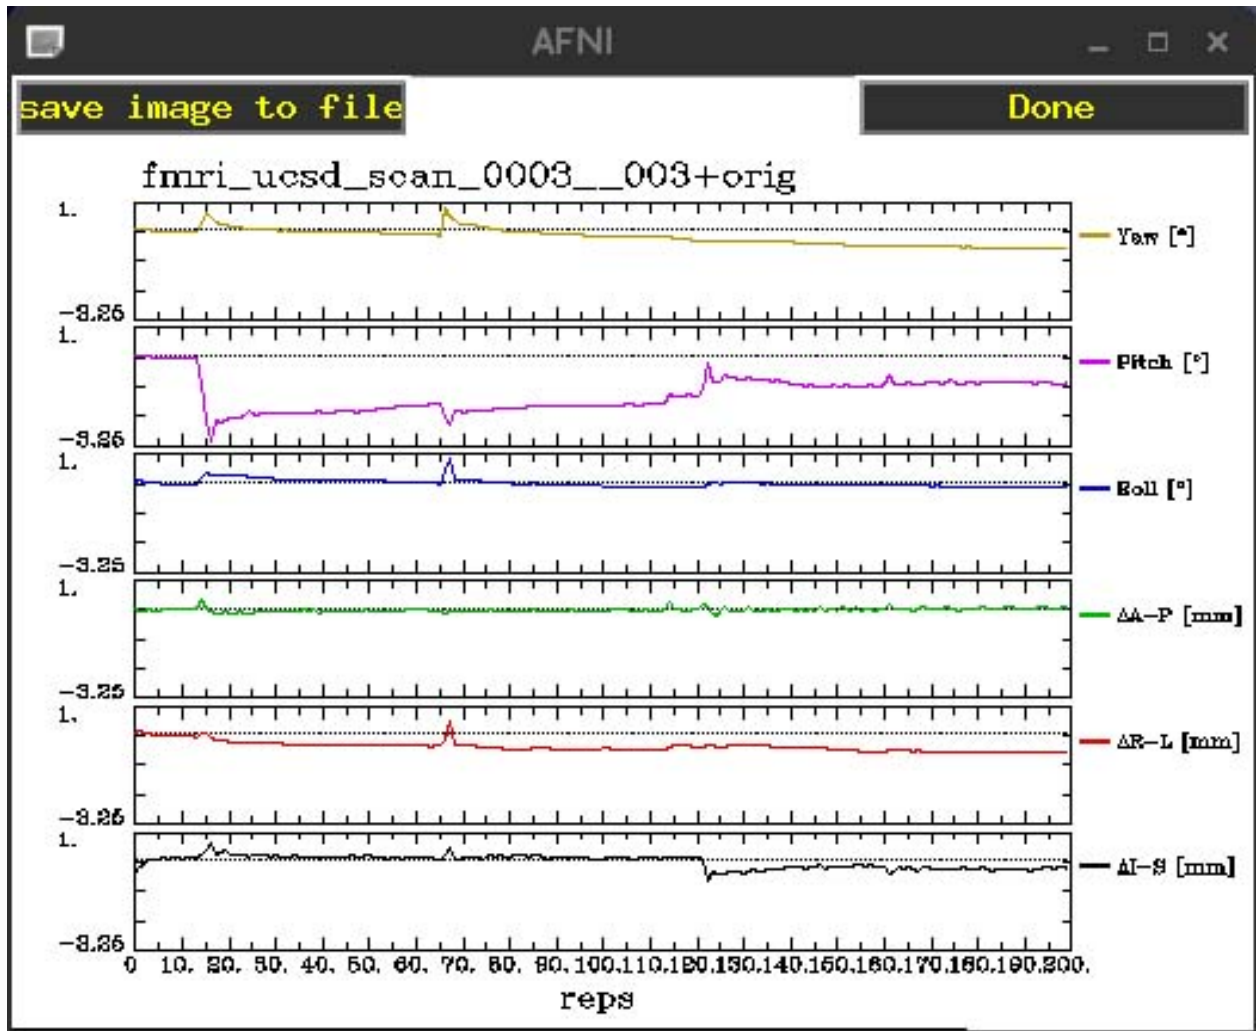 AFNI
save image to file
Done
fmri_ucsd_scan_0003__003+orig
1.
-3.25
Yaw [°]
1.
-3.25
Pitch [°]
1.
-3.25
Roll [°]
1.
-3.25
ΔA-P [mm]
1.
-3.25
ΔR-L [mm]
1.
-3.25
ΔI-S [mm]
0 10. 20. 30. 40. 50. 60. 70. 80. 90. 100. 110. 120. 130. 140. 150. 160. 170. 180. 190. 200.
reps